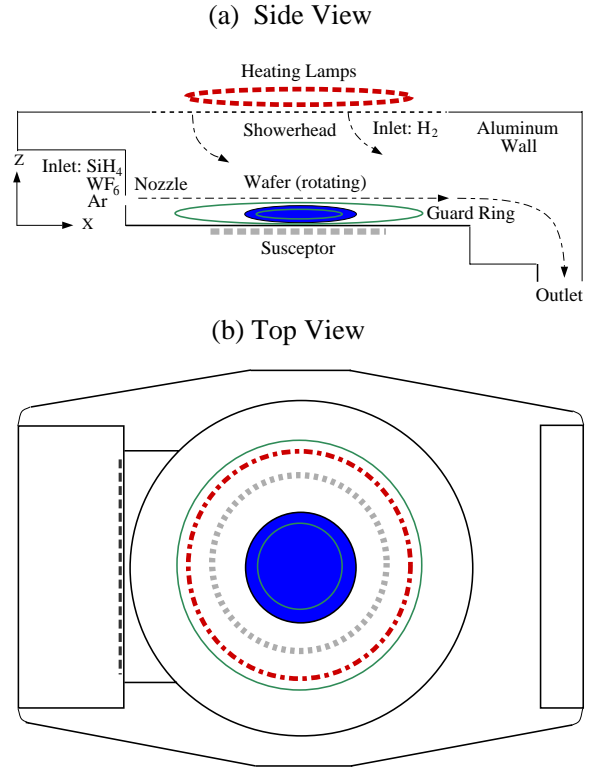 (a) Side View
Heating Lamps
Showerhead
Inlet: H2
Aluminum
Wall
Z
Inlet: SiH4
WF6
Ar
Nozzle
Wafer (rotating)
X
Guard Ring
Susceptor
Outlet
(b) Top View